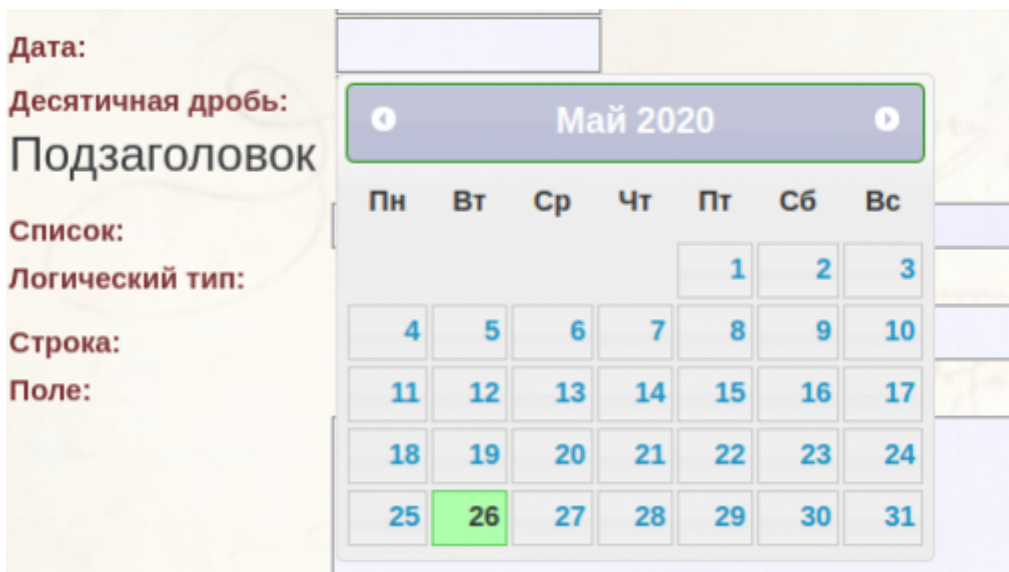 Дата:
Десятичная дробь:
Подзаголовок
Список:
Логический тип:
Строка:
Поле:
Май 2020
Пн Вт Ср Чт Пт Сб Вс
1 2 3
4 5 6 7 8 9 10
11 12 13 14 15 16 17
18 19 20 21 22 23 24
25 26 27 28 29 30 31